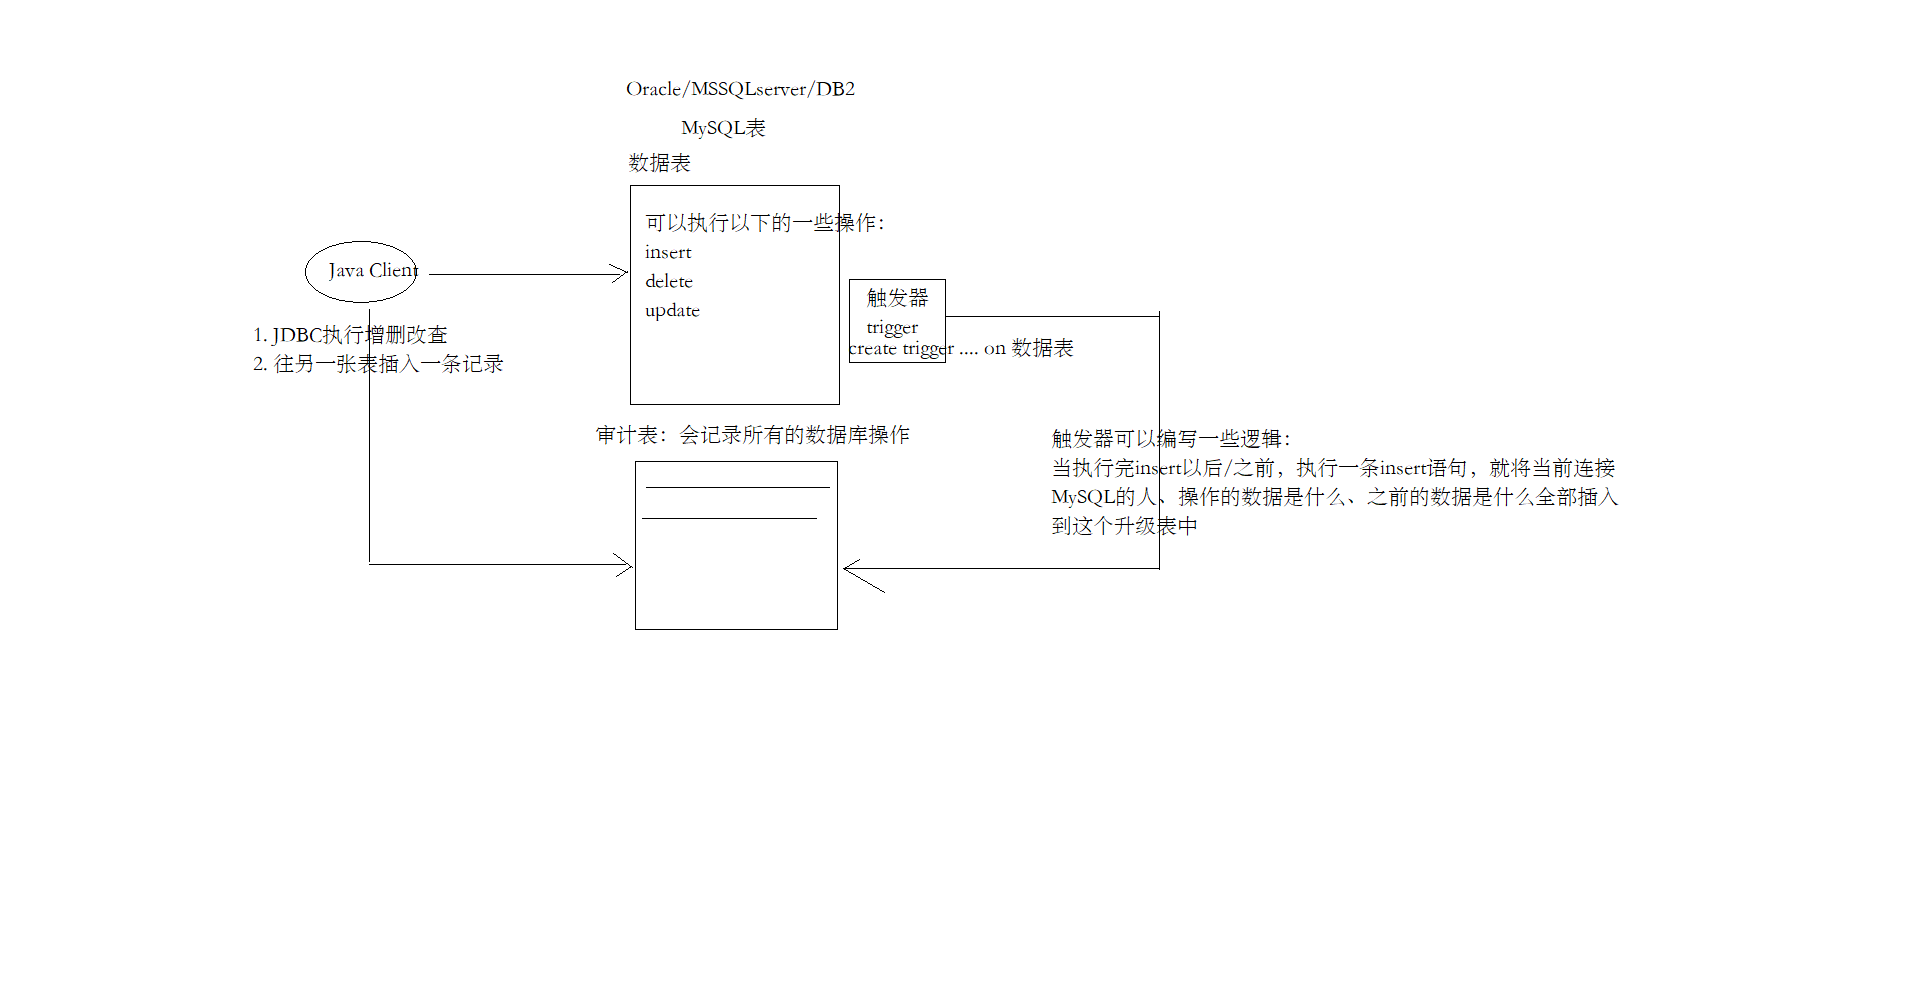 Oracle/MSSQLserver/DB2
MySQL表
数据表
可以执行以下的一些操作：
insert
delete
update
Java Client
1. JDBC执行增删改查
2. 往另一张表插入一条记录
触发器
trigger
create trigger .... on 数据表
审计表：会记录所有的数据库操作
触发器可以编写一些逻辑：
当执行完insert以后/之前，执行一条insert语句，就将当前连接
MySQL的人、操作的数据是什么、之前的数据是什么全部插入
到这个升级表中